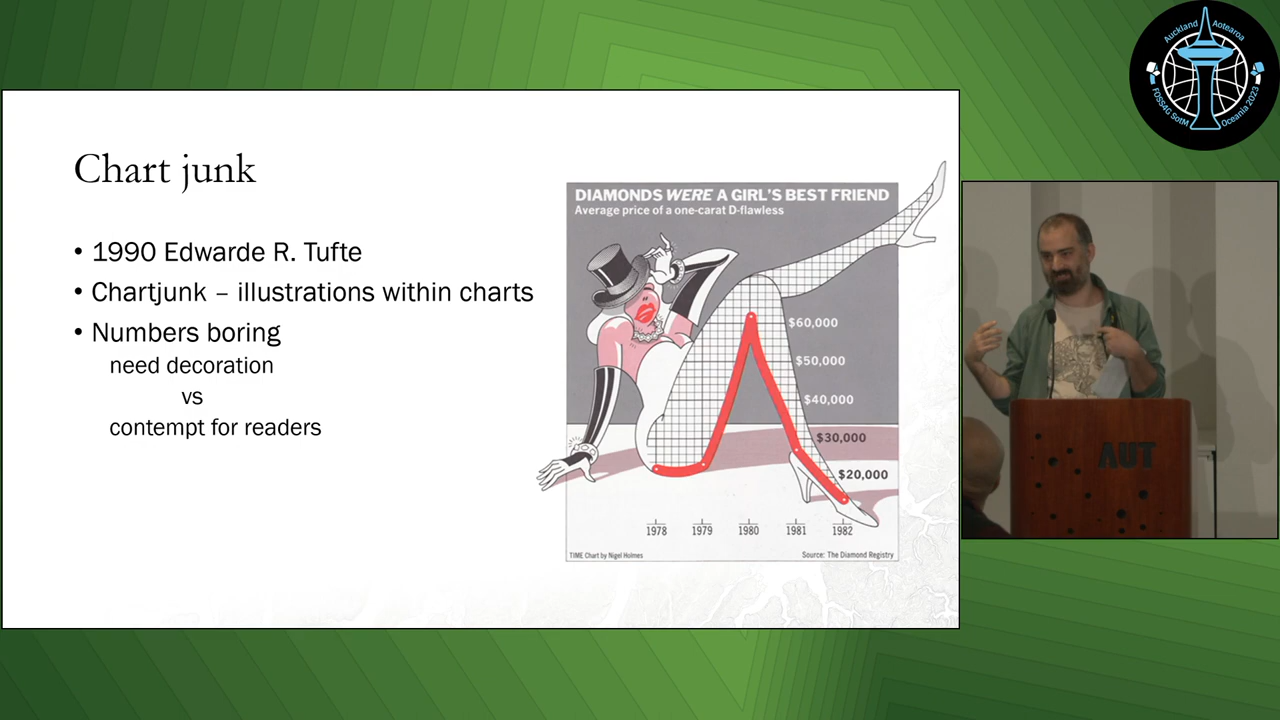 Chart junk
• 1990 Edwarde R. Tufte
• Chartjunk – illustrations within charts
• Numbers boring
need decoration
vs
contempt for readers
DIAMONDS WERE A GIRL'S BEST FRIEND
Average price of a one-carat D-flawless
$60,000
$50,000
$40,000
$30,000
$20,000
1978 1979 1980 1981 1982
TIME Chart by Nigel Holmes
Source: The Diamond Registry
Auckland Aotearoa
FOSS4G SotM Oceania 2023
AUT